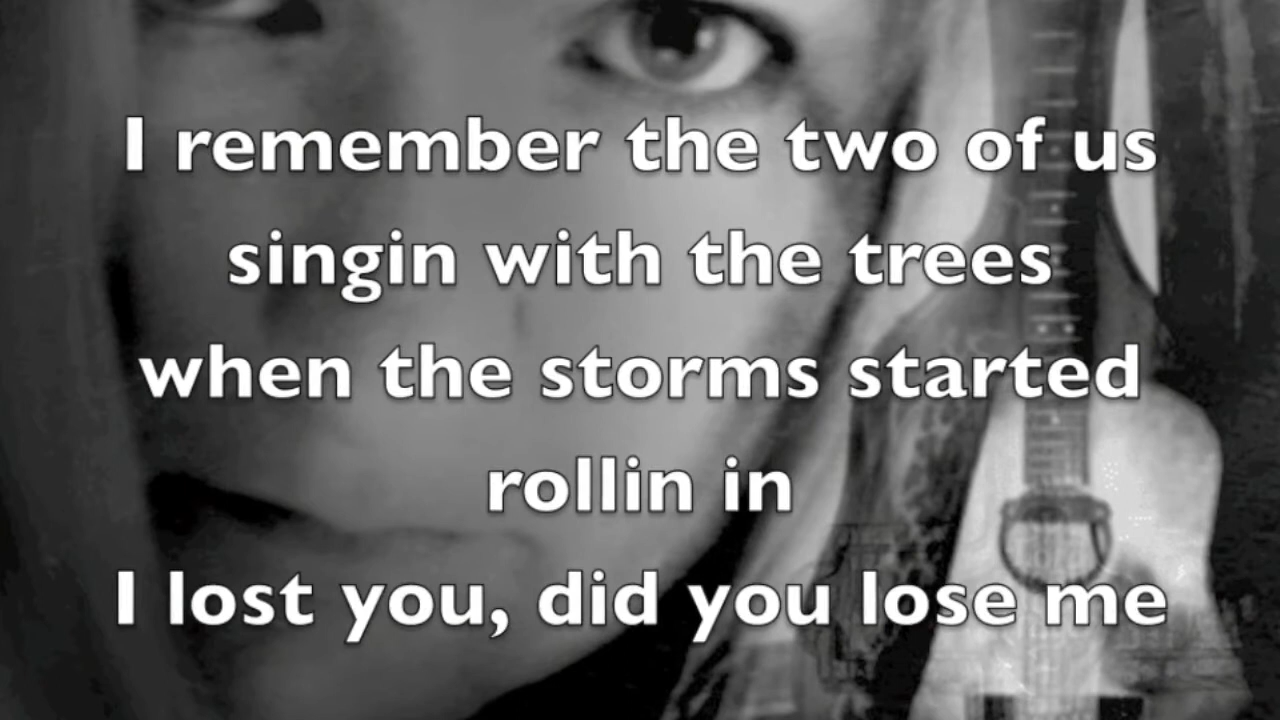 I remember the two of us
singin with the trees
when the storms started
rollin in
I lost you, did you lose me